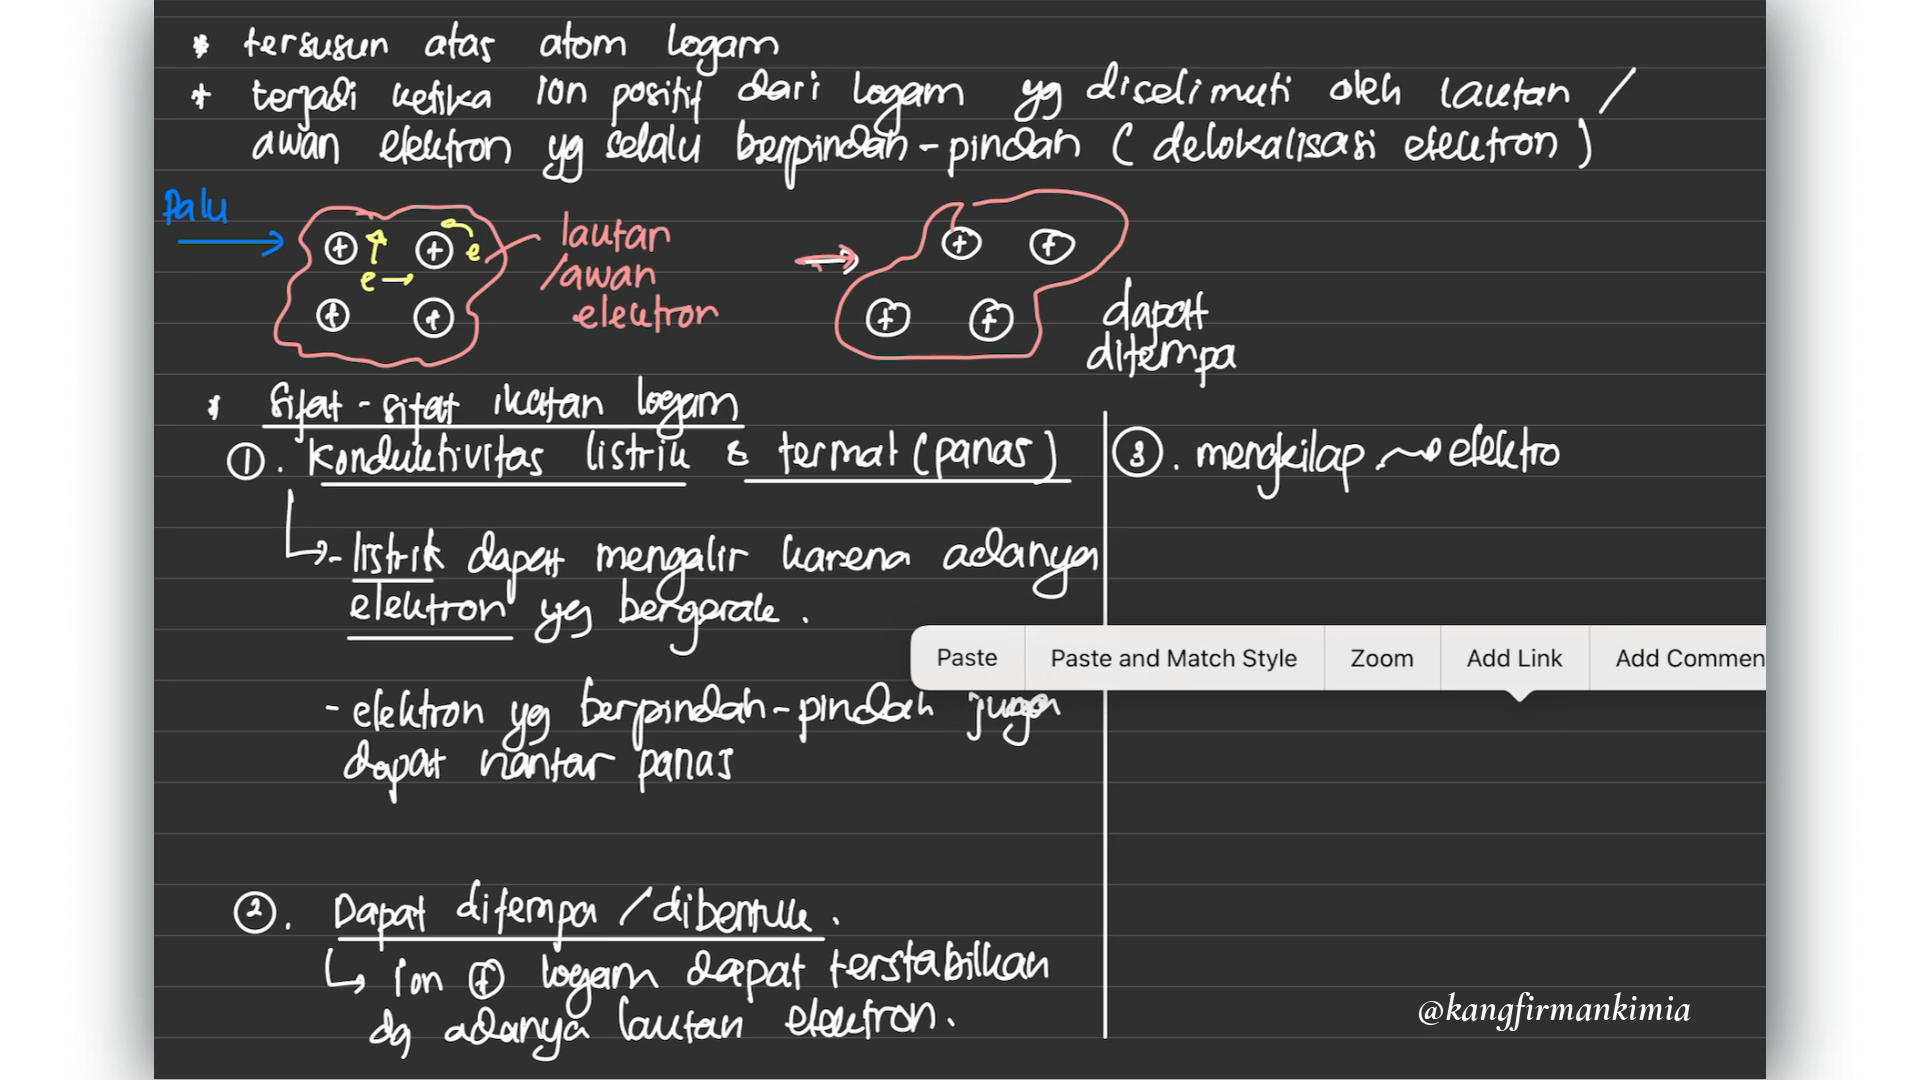 * tersusun atas atom logam
* terjadi ketika ion positif dari logam yg diselimuti oleh lautan /
awan elektron yg selalu berpindah-pindah (delokalisasi elektron)
Palu
+ + e
e
+ +
lautan
/awan
elektron
+ +
+ +
dapat
ditempa
* Sifat-sifat ikatan logam
1. Konduktivitas listrik & termal (panas)
- listrik dapat mengalir karena adanya
elektron yg bergerak.
- elektron yg berpindah-pindah juga
dapat hantar panas
2. Dapat ditempa / dibentuk.
ion + logam dapat terstabilkan
dg adanya lautan elektron.
3. mengkilap elektro
Paste Paste and Match Style Zoom Add Link Add Commen
@kangfirmankimia